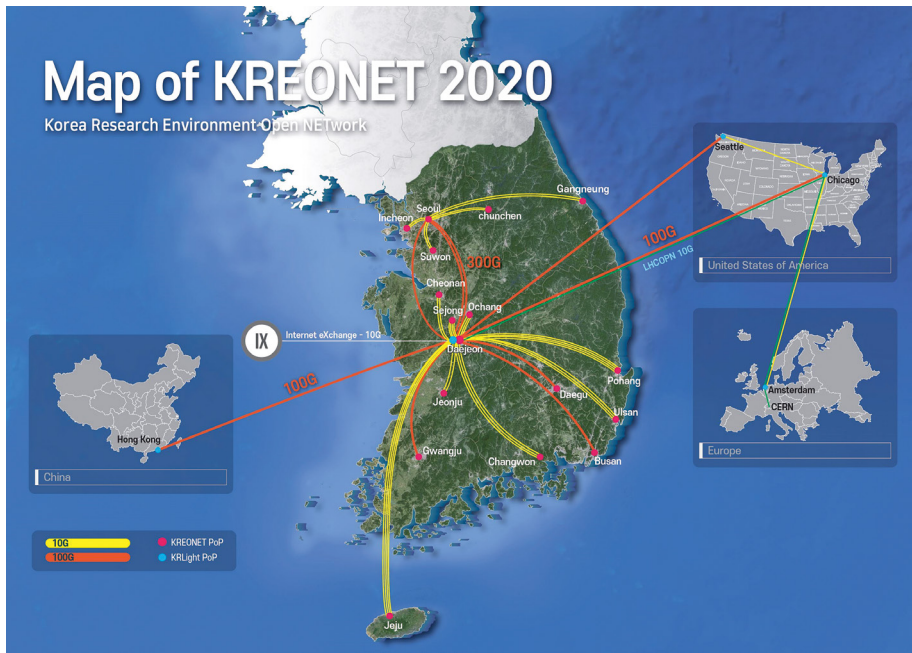 Map of KREONET 2020
Korea Research Environment Open NETwork
Seattle
Chicago
United States of America
Gangneung
Seoul
Incheon
chunchen
Suwon
300G
100G
LHCOPN 10G
Cheonan
Sejong
Ochang
IX
Internet eXchange - 10G
Daejeon
100G
Pohang
Daegu
Jeonju
Ulsan
Gwangju
Changwon
Busan
Amsterdam
CERN
Europe
Hong Kong
China
10G
KREONET PoP
100G
KRLight PoP
Jeju